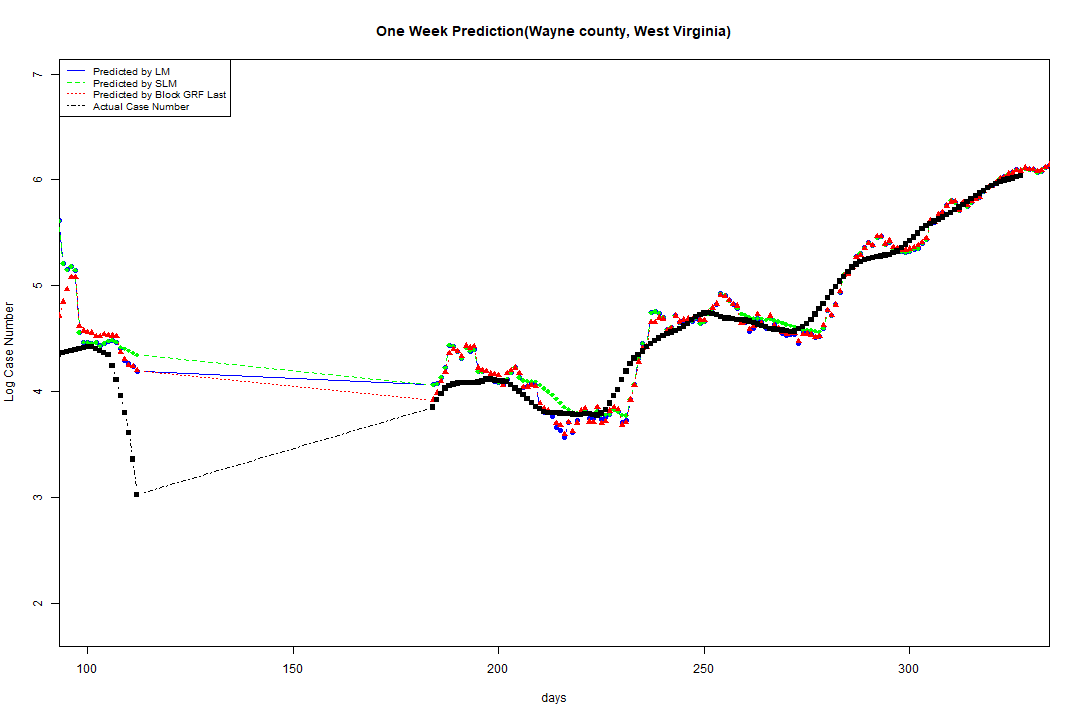 One Week Prediction(Wayne county, West Virginia)
Predicted by LM
Predicted by SLM
Predicted by Block GRF Last
Actual Case Number
7
6
5
4
3
2
Log Case Number
100 150 200 250 300
days